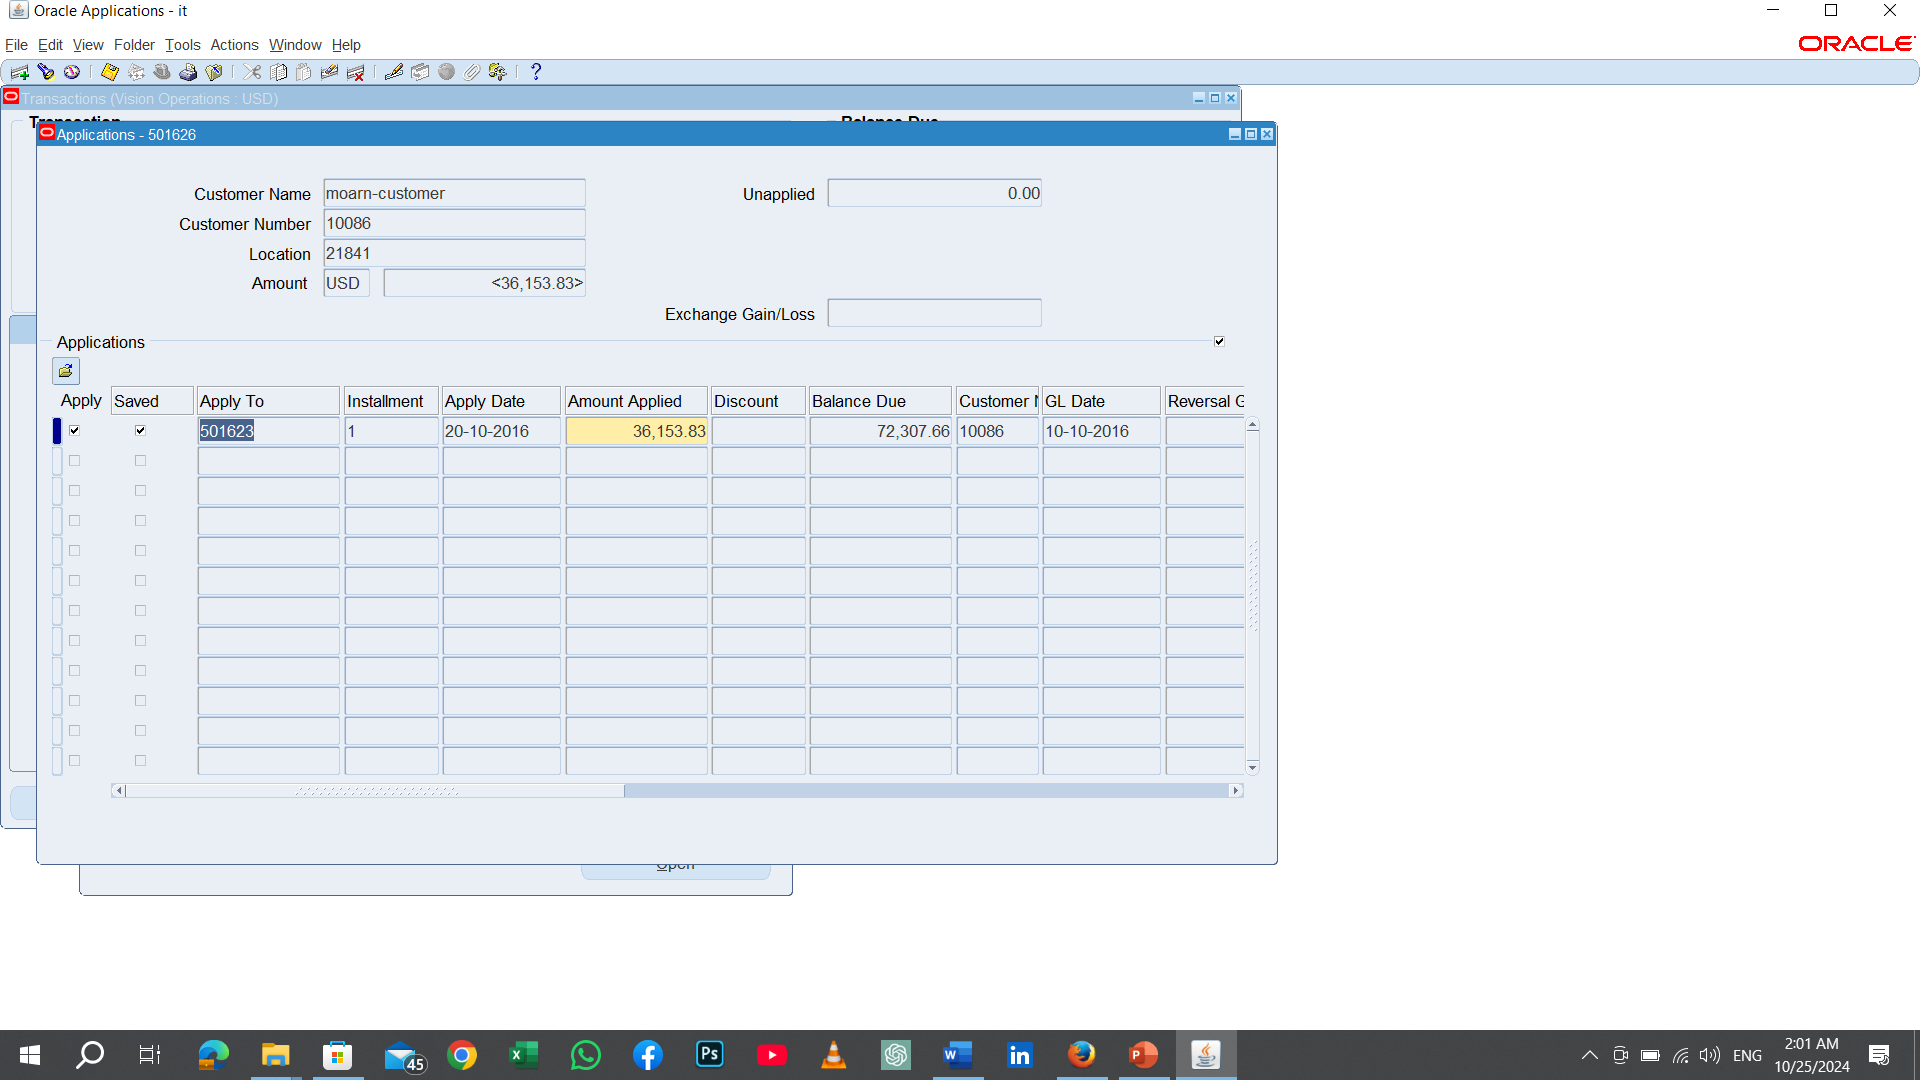 Oracle Applications - it
File Edit View Folder Tools Actions Window Help
ORACLE
Transactions (Vision Operations : USD)
Applications - 501626
Customer Name moarn-customer Unapplied 0.00
Customer Number 10086
Location 21841
Amount USD <36,153.83>
Exchange Gain/Loss
Applications
Apply Saved Apply To Installment Apply Date Amount Applied Discount Balance Due Customer GL Date Reversal G
501623 1 20-10-2016 36,153.83 72,307.66 10086 10-10-2016
Open
45 Ps ENG 2:01 AM
10/25/2024